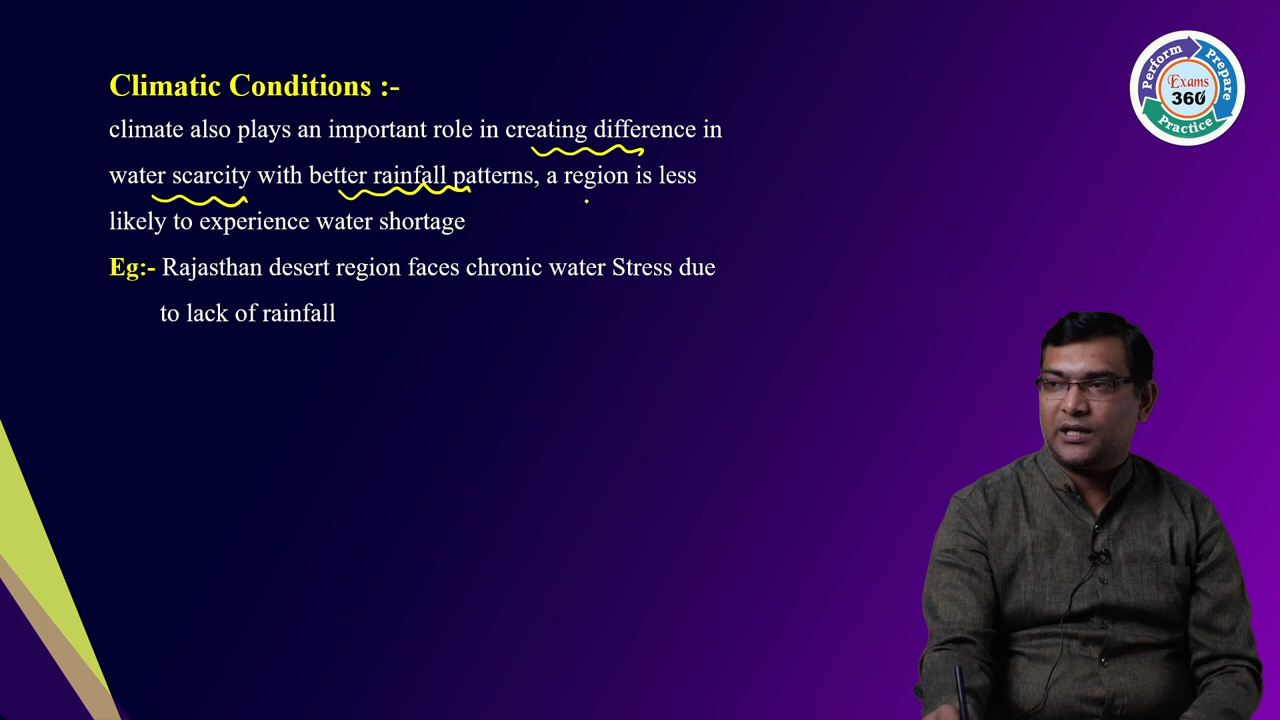 Climatic Conditions :-
climate also plays an important role in creating difference in
water scarcity with better rainfall patterns, a region is less
likely to experience water shortage
Eg:- Rajasthan desert region faces chronic water Stress due
to lack of rainfall
Perform
Prepare
Practice
Exams
360